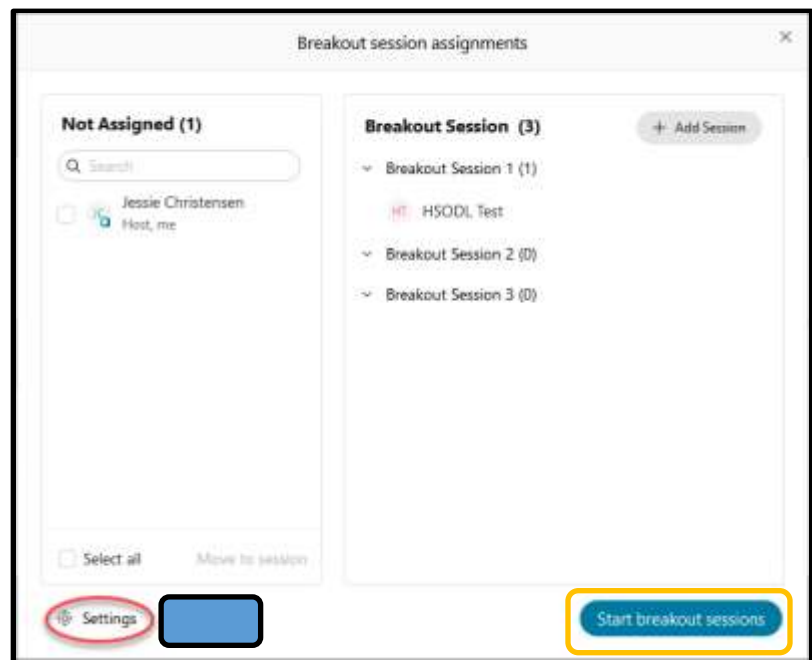 Breakout session assignments
Not Assigned (1)
Search
Jessie Christensen
Host, me
Select all
Move to session
Breakout Session (3)
+ Add Session
Breakout Session 1 (1)
HT HSODL Test
Breakout Session 2 (0)
Breakout Session 3 (0)
Settings
Start breakout sessions